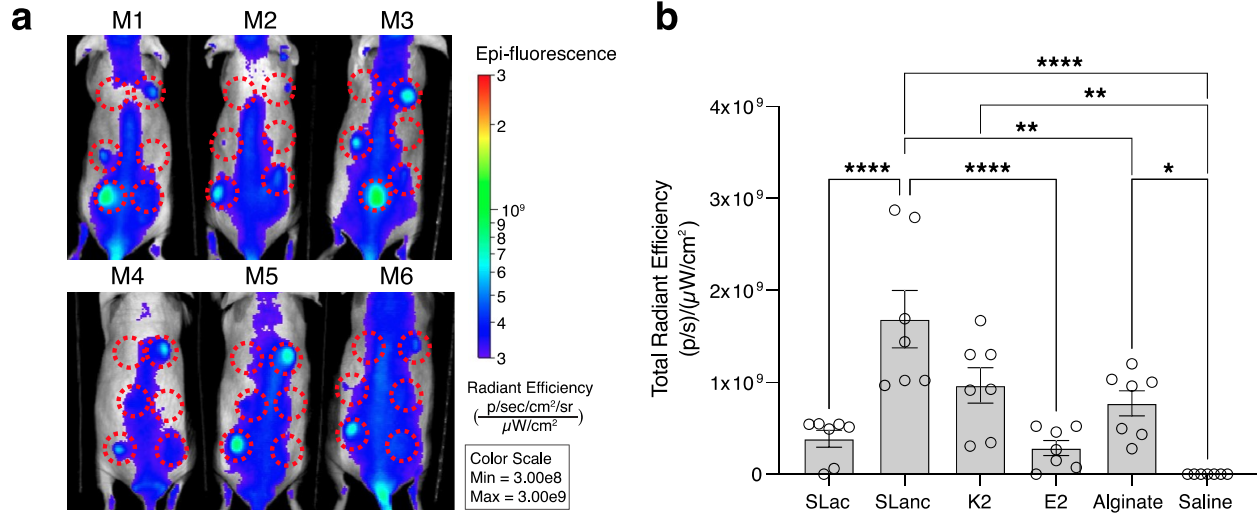 a
M1 M2 M3
M4 M5 M6
Epi-fluorescence
3
2
10⁹
9
8
7
6
5
4
3
Radiant Efficiency
(p/sec/cm²/sr
µW/cm²)
Color Scale
Min = 3.00e8
Max = 3.00e9
b
Total Radiant Efficiency
(p/s)/(µW/cm²)
4x10⁹
3x10⁹
2x10⁹
1x10⁹
0
****
**
**
**** **** *
SLac SLanc K2 E2 Alginate Saline